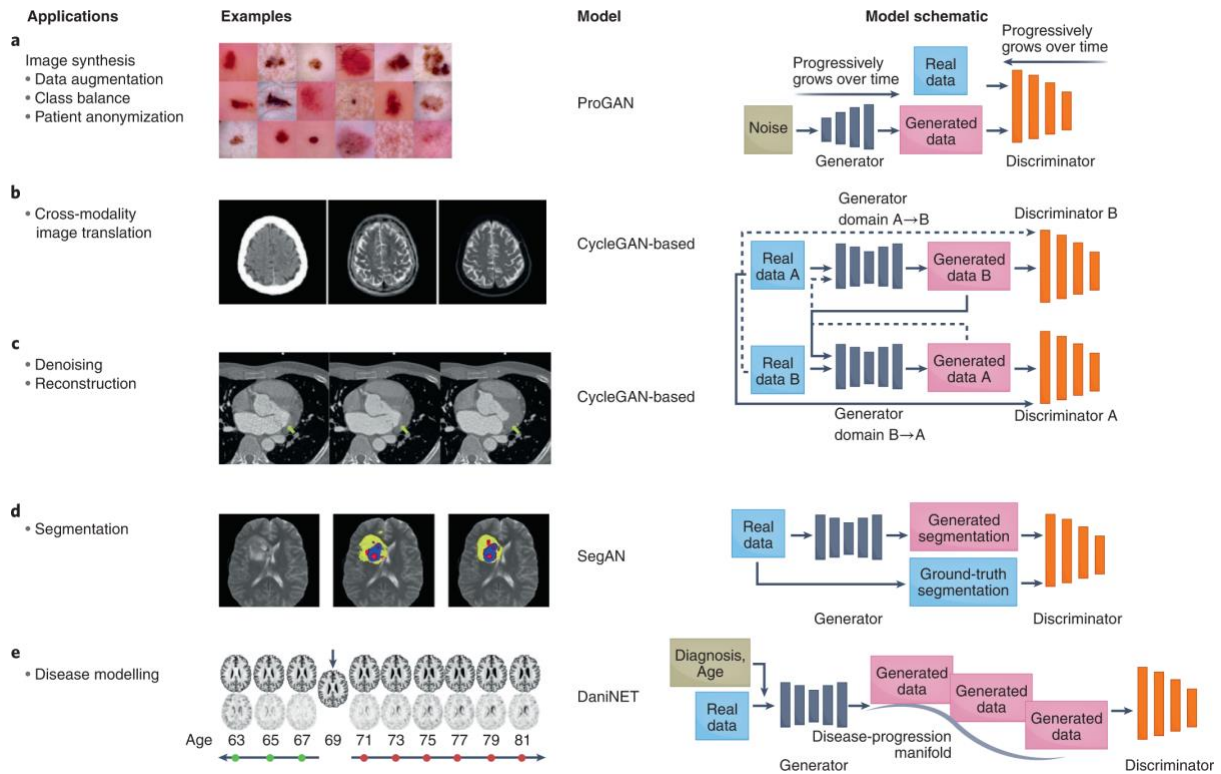 Applications
Examples
Model
Model schematic
a
Image synthesis
• Data augmentation
• Class balance
• Patient anonymization
ProGAN
Progressively
grows over time
Real
data
Progressively
grows over time
Noise
Generator
Generated
data
Discriminator
b
• Cross-modality
image translation
CycleGAN-based
Generator
domain A→B
Discriminator B
Real
data A
Generated
data B
c
• Denoising
• Reconstruction
CycleGAN-based
Real
data B
Generated
data A
Generator
domain B→A
Discriminator A
d
• Segmentation
SegAN
Real
data
Generated
segmentation
Ground-truth
segmentation
Generator
Discriminator
e
• Disease modelling
Age 63 65 67 69 71 73 75 77 79 81
DaniNET
Diagnosis,
Age
Real
data
Generated
data
Generated
data
Generated
data
Disease-progression
manifold
Generator
Discriminator